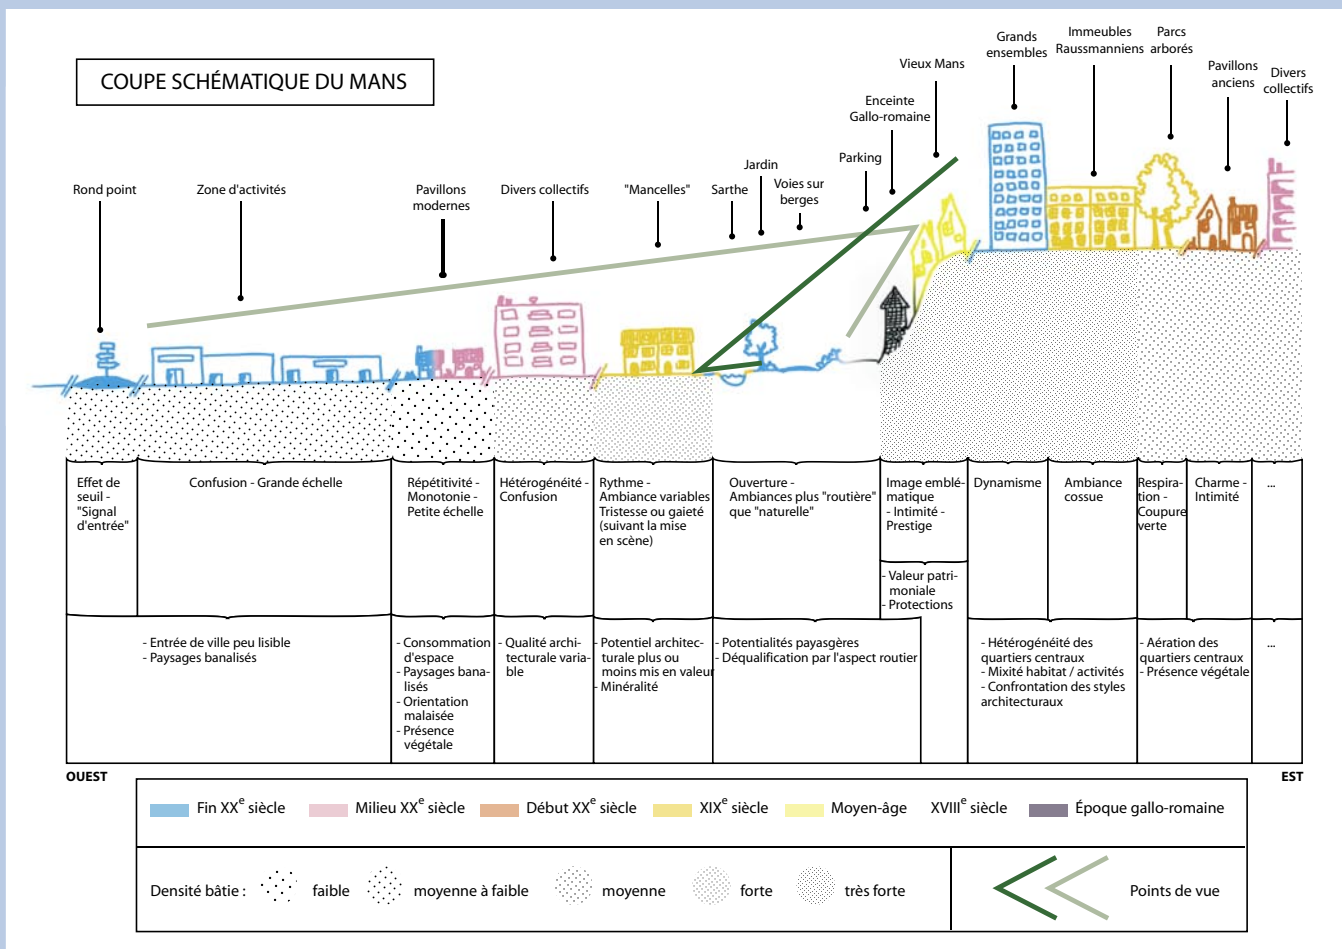 COUPE SCHÉMATIQUE DU MANS
Rond point
Zone d'activités
Pavillons
modernes
Divers collectifs
"Mancelles"
Sarthe
Jardin
Voies sur
berges
Parking
Enceinte
Gallo-romaine
Vieux Mans
Grands
ensembles
Immeubles
Raussmanniens
Parcs
arborés
Pavillons
anciens
Divers
collectifs
Effet de
seuil -
"Signal
d'entrée"
Confusion - Grande échelle
Répétitivité -
Monotonie -
Petite échelle
Hétérogénéité -
Confusion
Rythme -
Ambiance variables
Tristesse ou gaieté
(suivant la mise
en scène)
Ouverture -
Ambiances plus "routière"
que "naturelle"
Image emblé-
matique
- Intimité -
Prestige
- Valeur patri-
moniale
- Protections
Dynamisme
Ambiance
cossue
Respira-
tion -
Coupure
verte
Charme -
Intimité
...
- Entrée de ville peu lisible
- Paysages banalisés
- Consommation
d'espace
- Paysages bana-
lisés
- Orientation
malaisée
- Présence
végétale
- Qualité archi-
tecturale varia-
ble
- Potentiel architec-
turale plus ou
moins mis en valeur
- Minéralité
- Potentialités payasgères
- Déqualification par l'aspect routier
- Hétérogénéité des
quartiers centraux
- Mixité habitat / activités
- Confrontation des styles
architecturaux
- Aération des
quartiers centraux
- Présence végétale
...
OUEST
EST
Fin XXe siècle
Milieu XXe siècle
Début XXe siècle
XIXe siècle
Moyen-âge
XVIIIe siècle
Époque gallo-romaine
Densité bâtie :
faible
moyenne à faible
moyenne
forte
très forte
Points de vue